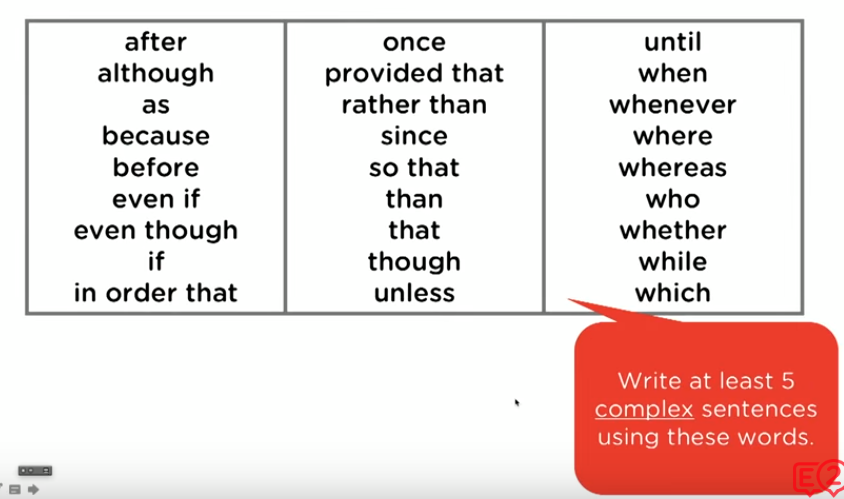 after
although
as
because
before
even if
even though
if
in order that
once
provided that
rather than
since
so that
than
that
though
unless
until
when
whenever
where
whereas
who
whether
while
which
Write at least 5
complex sentences
using these words.
E2